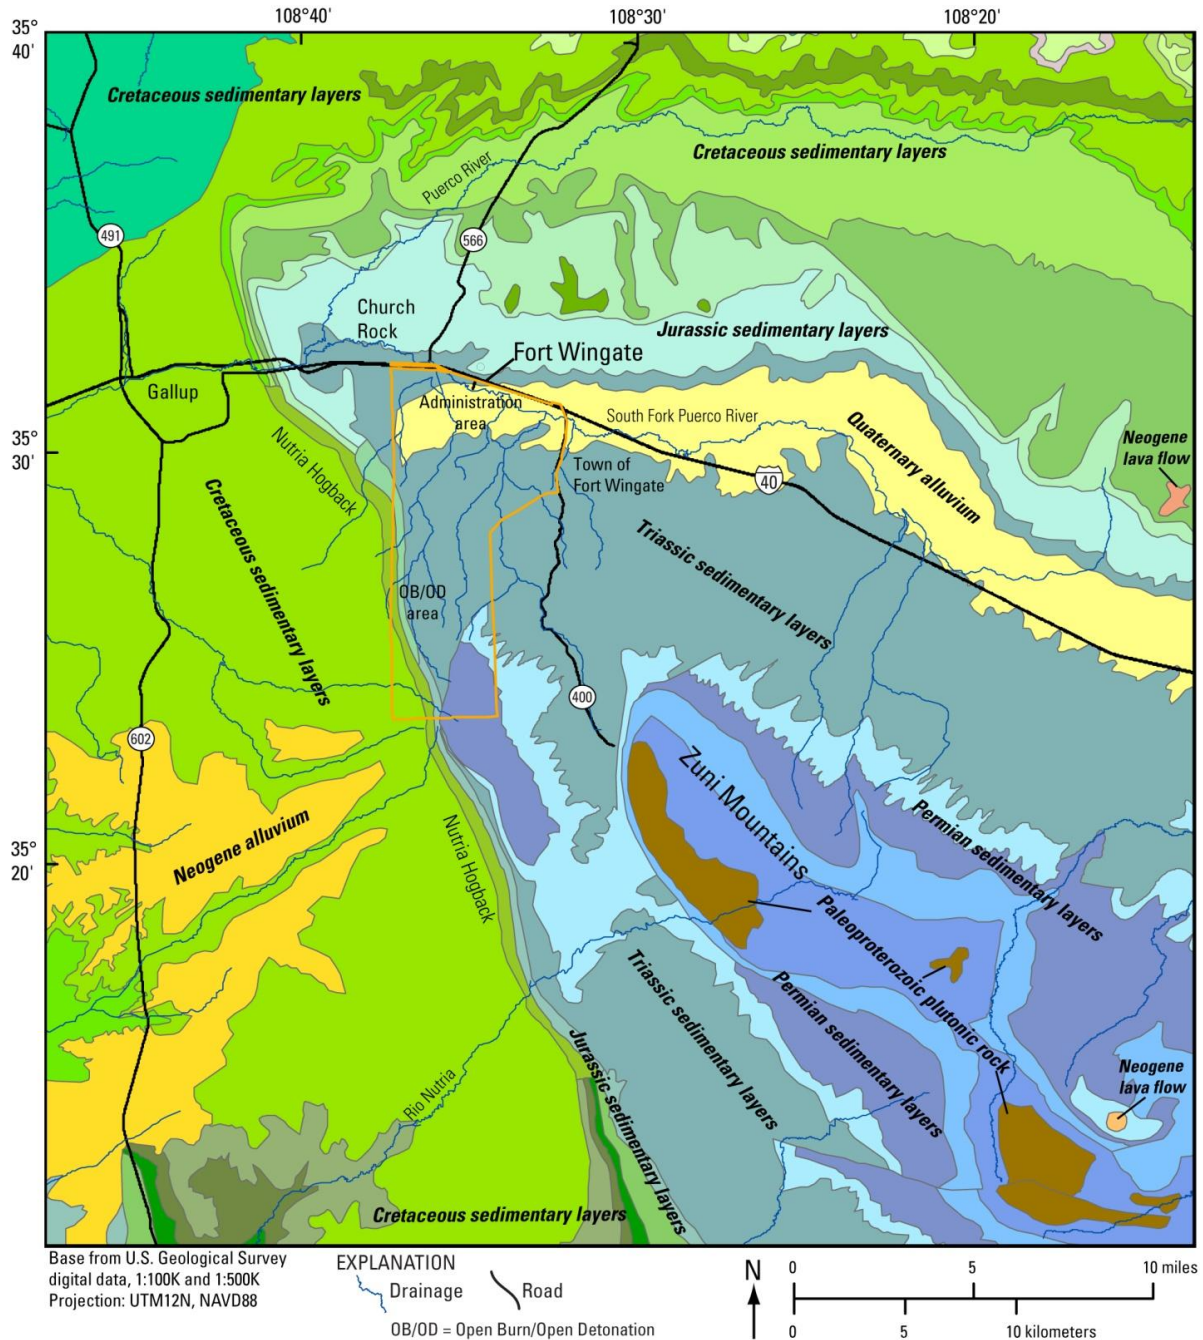 108°40'
108°30'
108°20'
35°
40'
Cretaceous sedimentary layers
Cretaceous sedimentary layers
Puerco River
491
566
Church
Rock
Jurassic sedimentary layers
Fort Wingate
Gallup
Administration
area
South Fork Puerco River
Quaternary alluvium
Neogene
lava flow
35°
30'
Nutria Hogback
Town of
Fort Wingate
40
Cretaceous sedimentary layers
Triassic sedimentary layers
OB/OD
area
400
602
Zuni Mountains
Permian sedimentary layers
Neogene alluvium
Nutria Hogback
35°
20'
Paleoproterozoic plutonic rock
Triassic sedimentary layers
Permian sedimentary layers
Jurassic sedimentary layers
Neogene
lava flow
Rio Nutria
Cretaceous sedimentary layers
Base from U.S. Geological Survey
digital data, 1:100K and 1:500K
Projection: UTM12N, NAVD88
EXPLANATION
Drainage
Road
OB/OD = Open Burn/Open Detonation
N
0 5 10 miles
0 5 10 kilometers